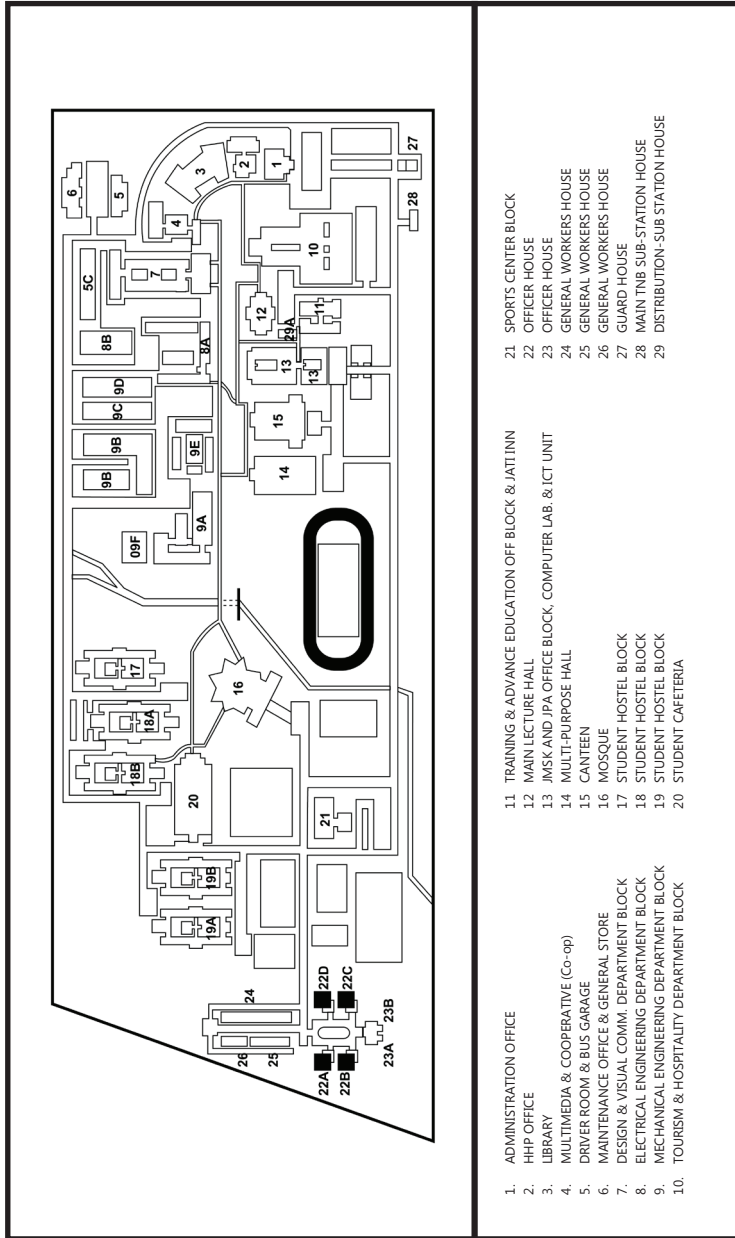 19A
19B
18B
18A
17
09F
9B
9B
9C
9D
8B
5C
5
6
20
16
9A
9E
8A
7
4
3
2
1
26
25
24
21
14
15
13
13
29A
12
11
10
22A
22D
22B
22C
23A
23B
28
27
1. ADMINISTRATION OFFICE
2. HHP OFFICE
3. LIBRARY
4. MULTIMEDIA & COOPERATIVE (Co-op)
5. DRIVER ROOM & BUS GARAGE
6. MAINTENANCE OFFICE & GENERAL STORE
7. DESIGN & VISUAL COMM. DEPARTMENT BLOCK
8. ELECTRICAL ENGINEERING DEPARTMENT BLOCK
9. MECHANICAL ENGINEERING DEPARTMENT BLOCK
10. TOURISM & HOSPITALITY DEPARTMENT BLOCK
11 TRAINING & ADVANCE EDUCATION OFF BLOCK & JATI INN
12 MAIN LECTURE HALL
13 JMSK AND JPA OFFICE BLOCK, COMPUTER LAB. & ICT UNIT
14 MULTI-PURPOSE HALL
15 CANTEEN
16 MOSQUE
17 STUDENT HOSTEL BLOCK
18 STUDENT HOSTEL BLOCK
19 STUDENT HOSTEL BLOCK
20 STUDENT CAFETERIA
21 SPORTS CENTER BLOCK
22 OFFICER HOUSE
23 OFFICER HOUSE
24 GENERAL WORKERS HOUSE
25 GENERAL WORKERS HOUSE
26 GENERAL WORKERS HOUSE
27 GUARD HOUSE
28 MAIN TNB SUB-STATION HOUSE
29 DISTRIBUTION-SUB STATION HOUSE